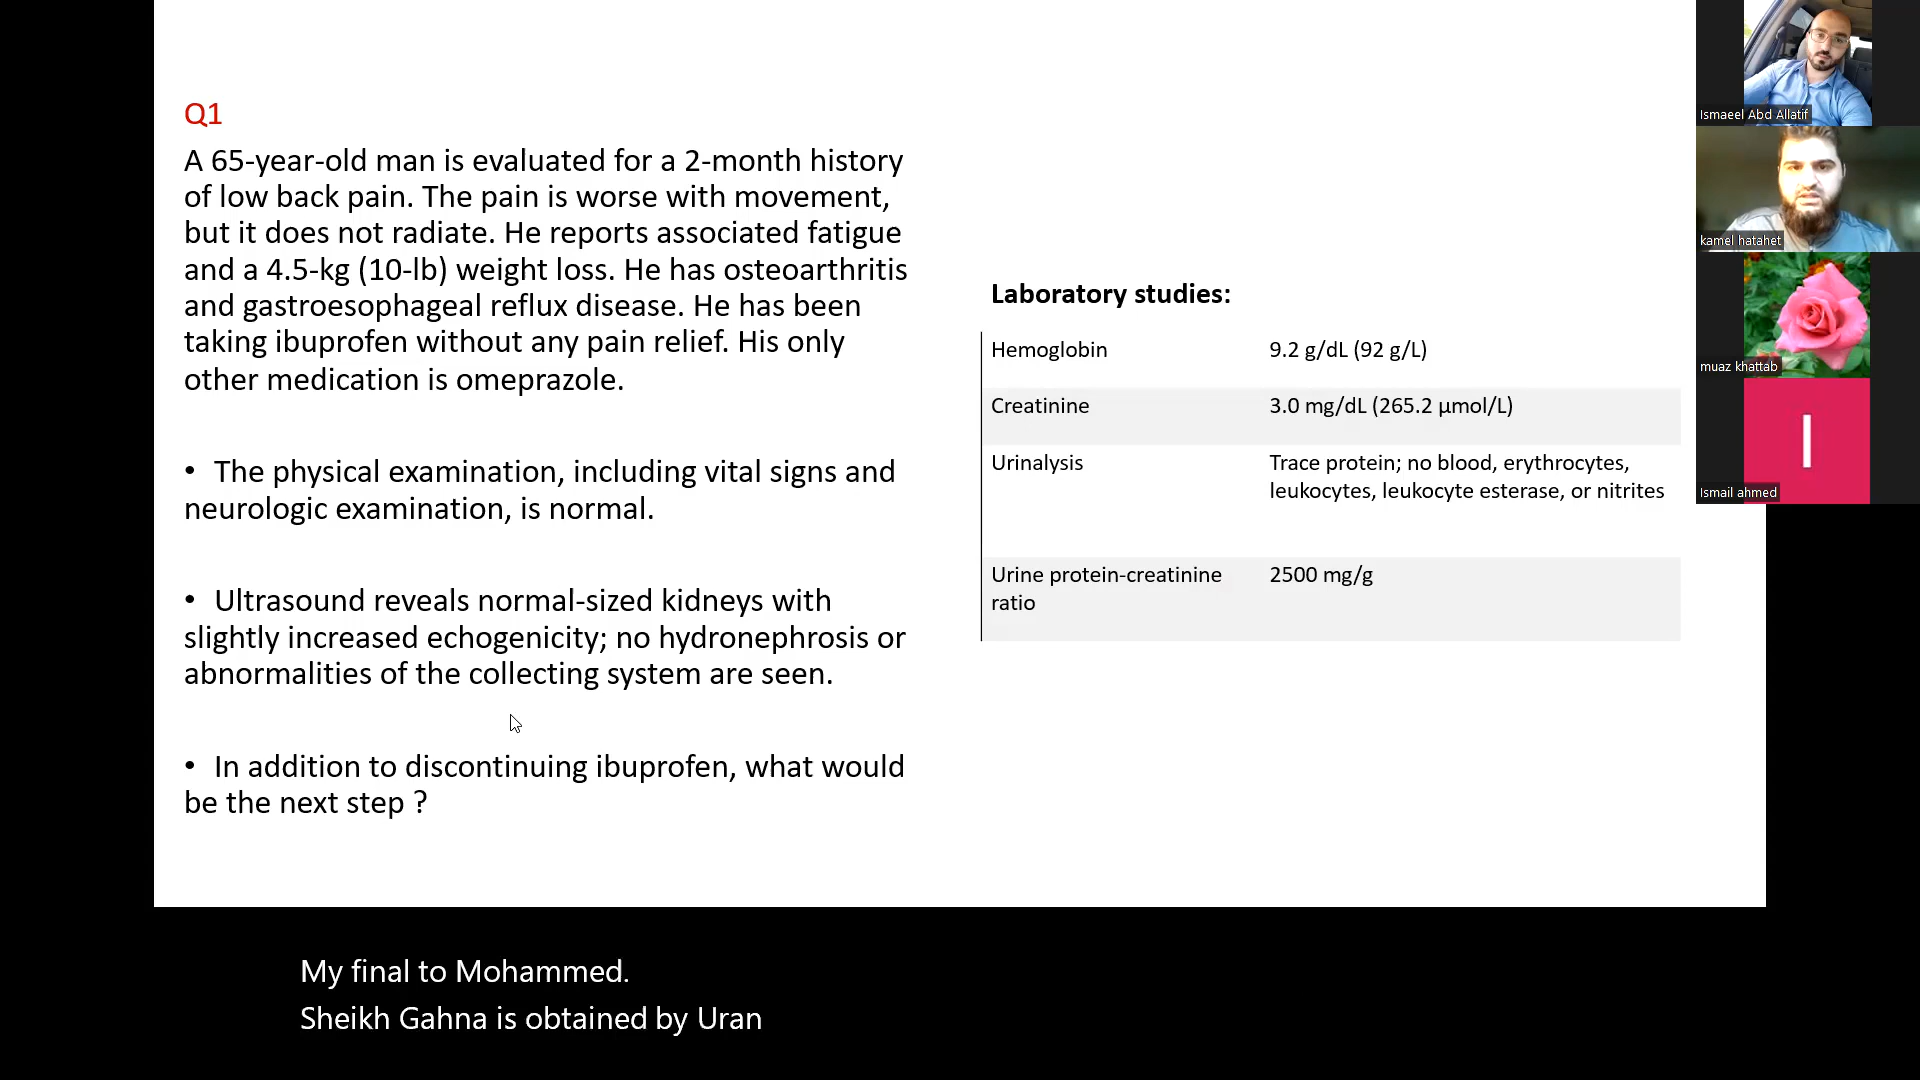 Q1
A 65-year-old man is evaluated for a 2-month history
of low back pain. The pain is worse with movement,
but it does not radiate. He reports associated fatigue
and a 4.5-kg (10-lb) weight loss. He has osteoarthritis
and gastroesophageal reflux disease. He has been
taking ibuprofen without any pain relief. His only
other medication is omeprazole.
• The physical examination, including vital signs and
neurologic examination, is normal.
• Ultrasound reveals normal-sized kidneys with
slightly increased echogenicity; no hydronephrosis or
abnormalities of the collecting system are seen.
• In addition to discontinuing ibuprofen, what would
be the next step ?
Laboratory studies:
Hemoglobin 9.2 g/dL (92 g/L)
Creatinine 3.0 mg/dL (265.2 µmol/L)
Urinalysis Trace protein; no blood, erythrocytes,
leukocytes, leukocyte esterase, or nitrites
Urine protein-creatinine 2500 mg/g
ratio
Ismaeel Abd Allatif
kamel hatahet
muaz khattab
I
Ismail ahmed
My final to Mohammed.
Sheikh Gahna is obtained by Uran